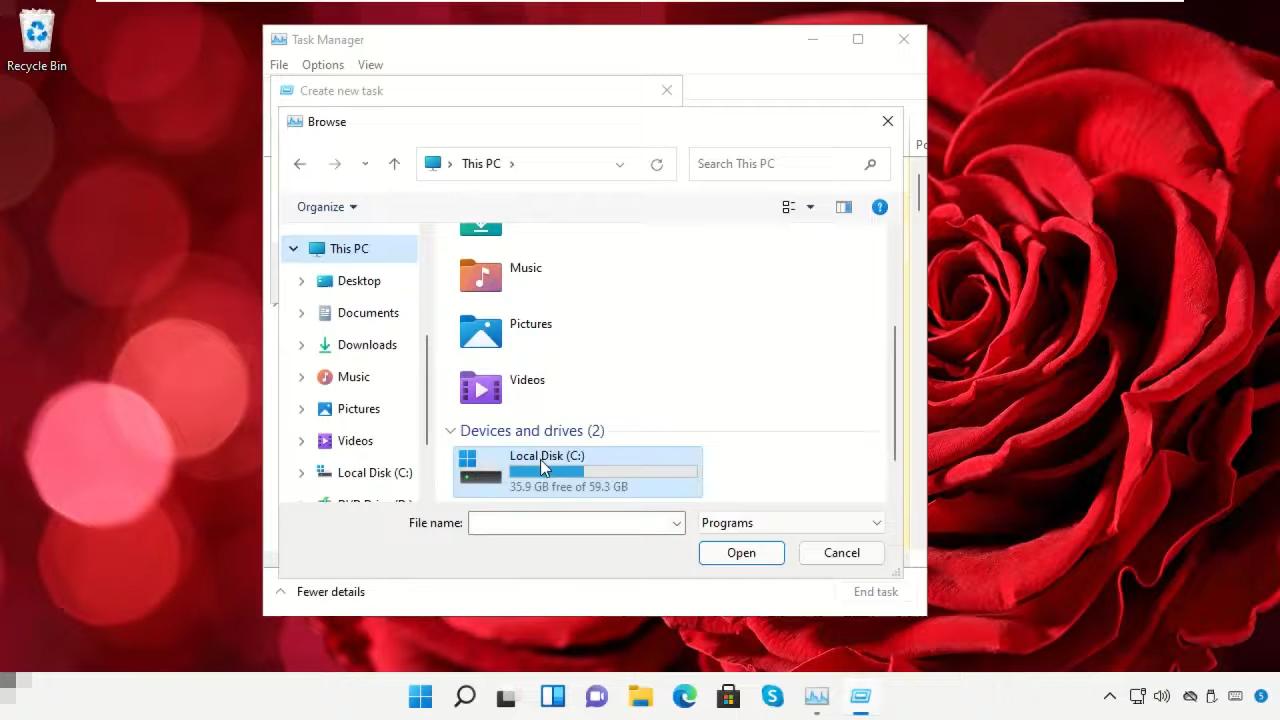 Recycle Bin
Task Manager
File Options View
Create new task
Browse
This PC
Search This PC
Organize
This PC
Desktop
Documents
Downloads
Music
Pictures
Videos
Local Disk (C:)
Music
Pictures
Videos
Devices and drives (2)
Local Disk (C:)
35.9 GB free of 59.3 GB
File name:
Programs
Open
Cancel
Fewer details
End task
5